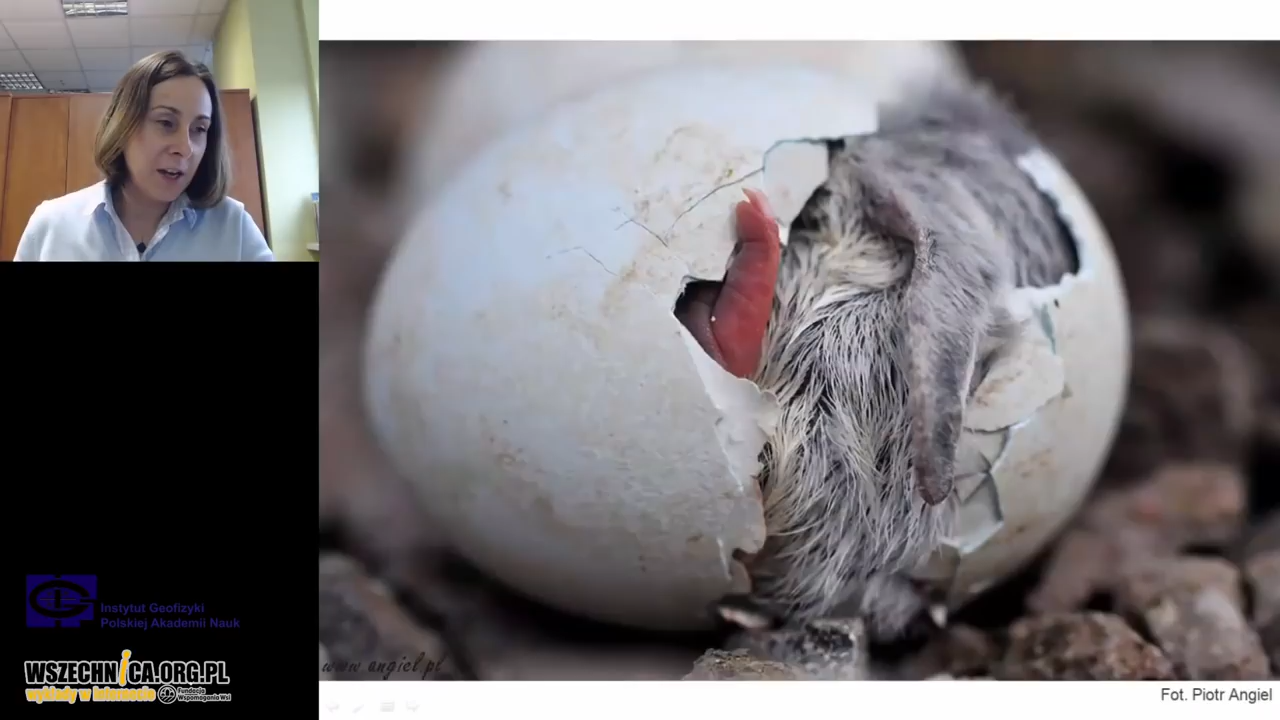 Instytut Geofizyki
Polskiej Akademii Nauk
WSZECHNICA.ORG.PL
wykłady w internecie
Fundacja
Wspomagania Wsi
www.angiel.pl
Fot. Piotr Angiel